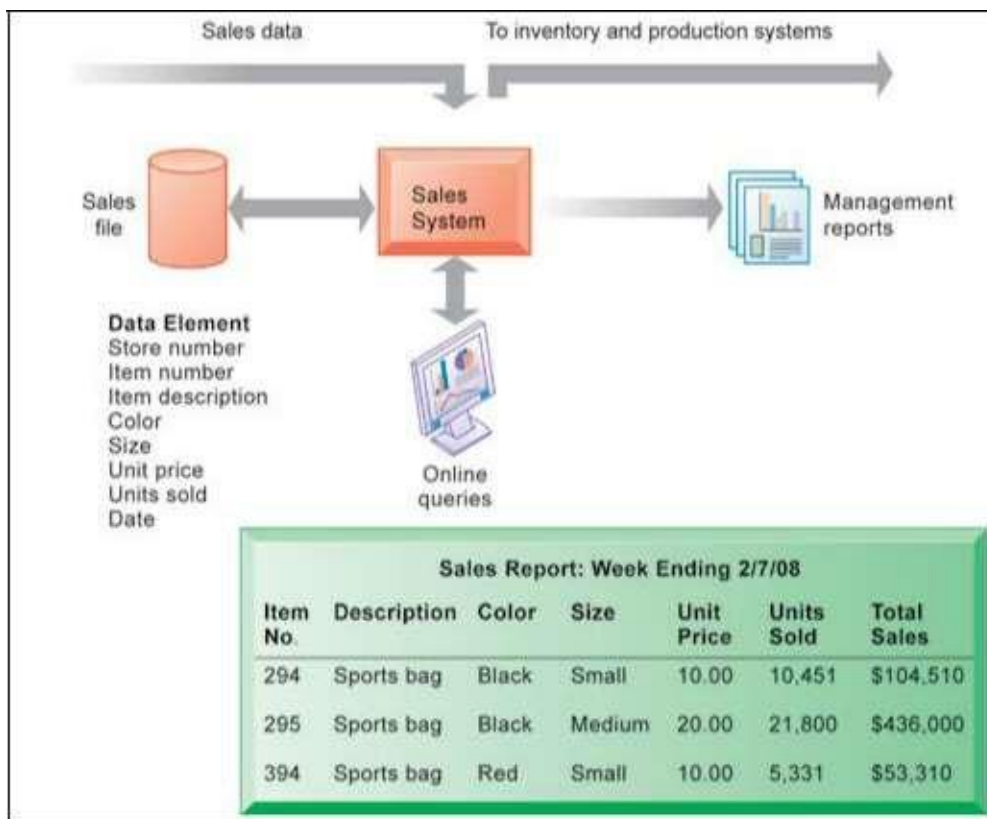 Sales data
To inventory and production systems
Sales
file
Sales
System
Management
reports
Data Element
Store number
Item number
Item description
Color
Size
Unit price
Units sold
Date
Online
queries
Sales Report: Week Ending 2/7/08
Item No. Description Color Size Unit Price Units Sold Total Sales
294 Sports bag Black Small 10.00 10,451 $104,510
295 Sports bag Black Medium 20.00 21,800 $436,000
394 Sports bag Red Small 10.00 5,331 $53,310